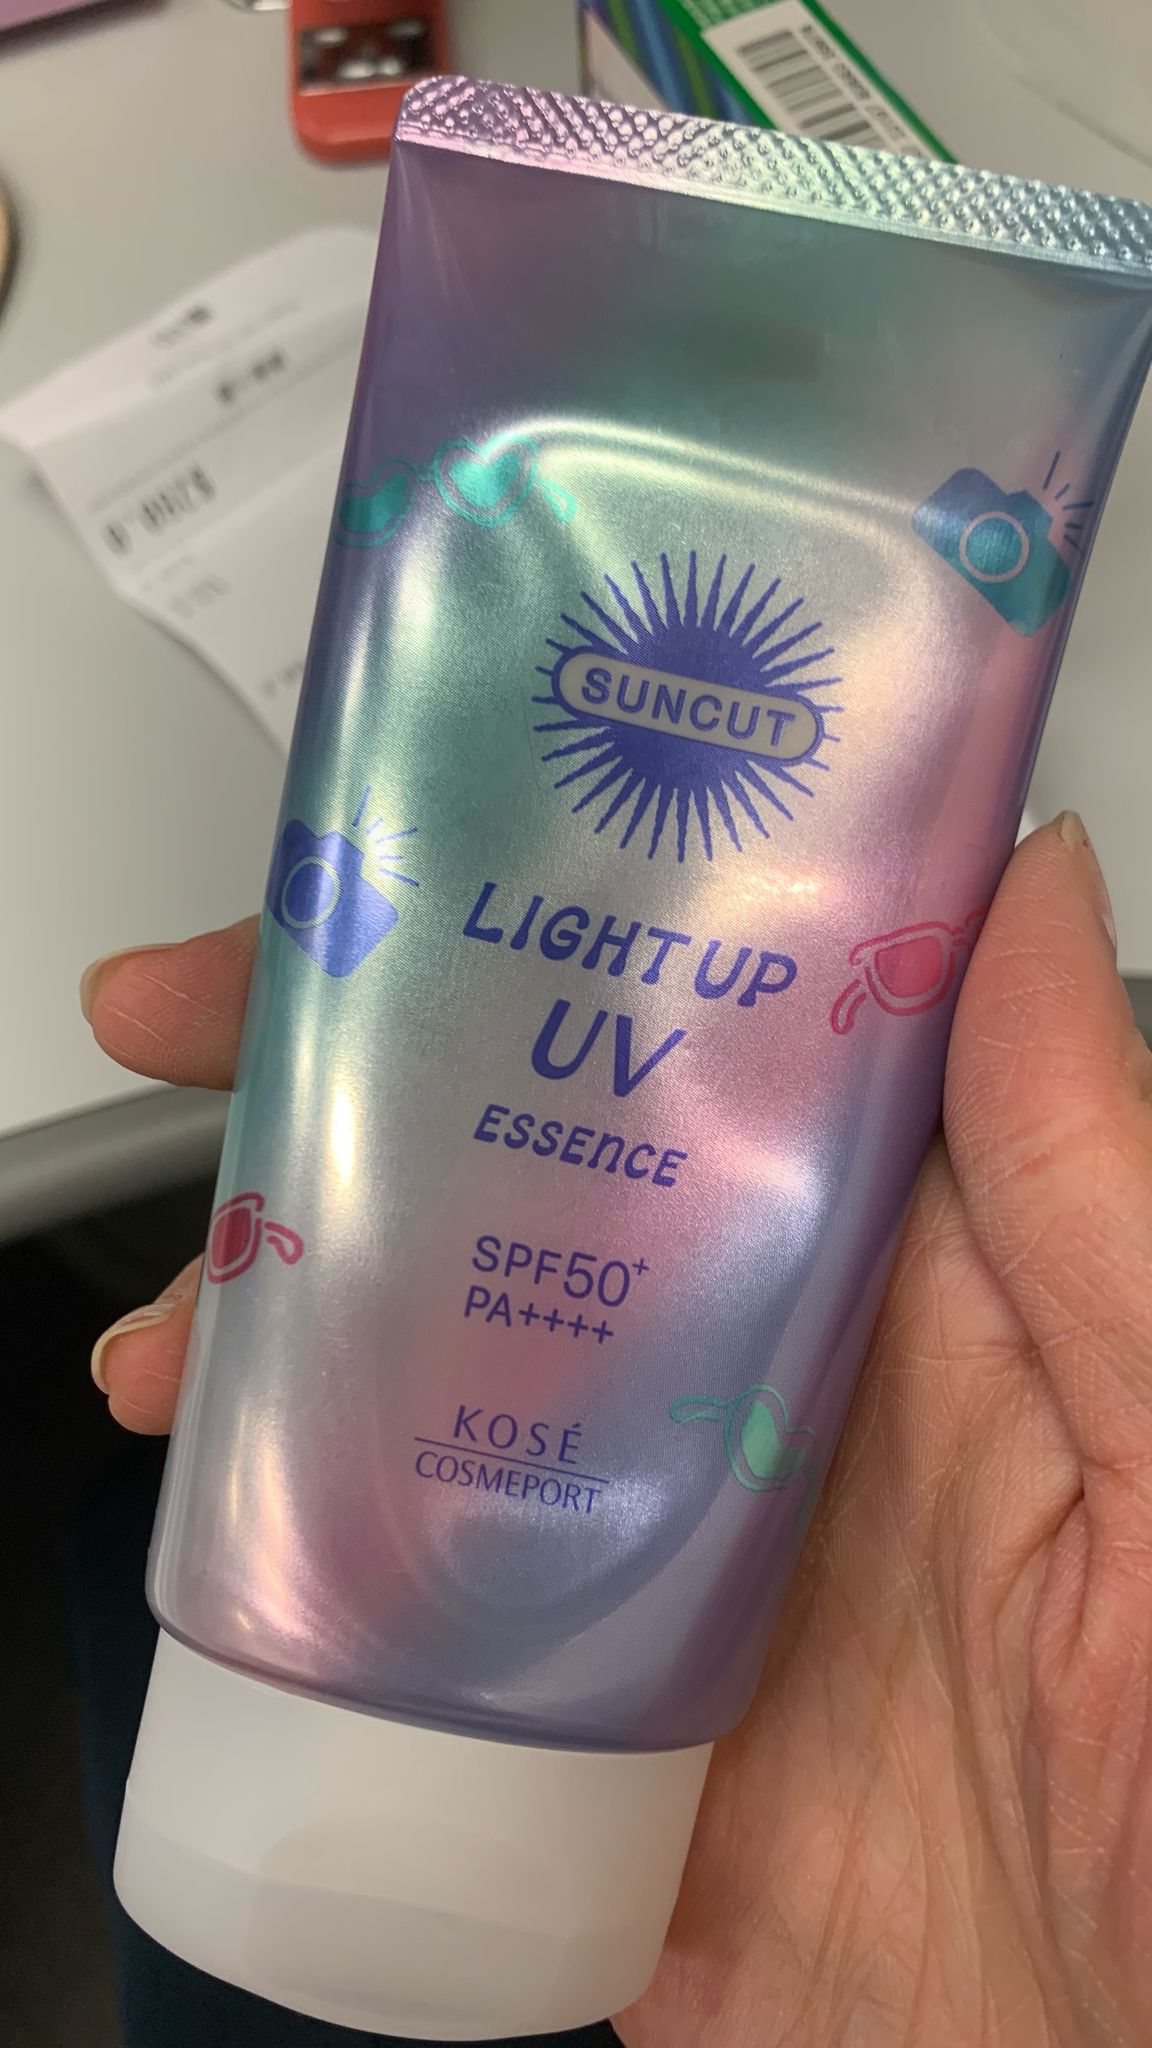 SUNCUT
LIGHT UP
UV
ESSENCE
SPF50+
PA++++
KOSÉ
COSMEPORT